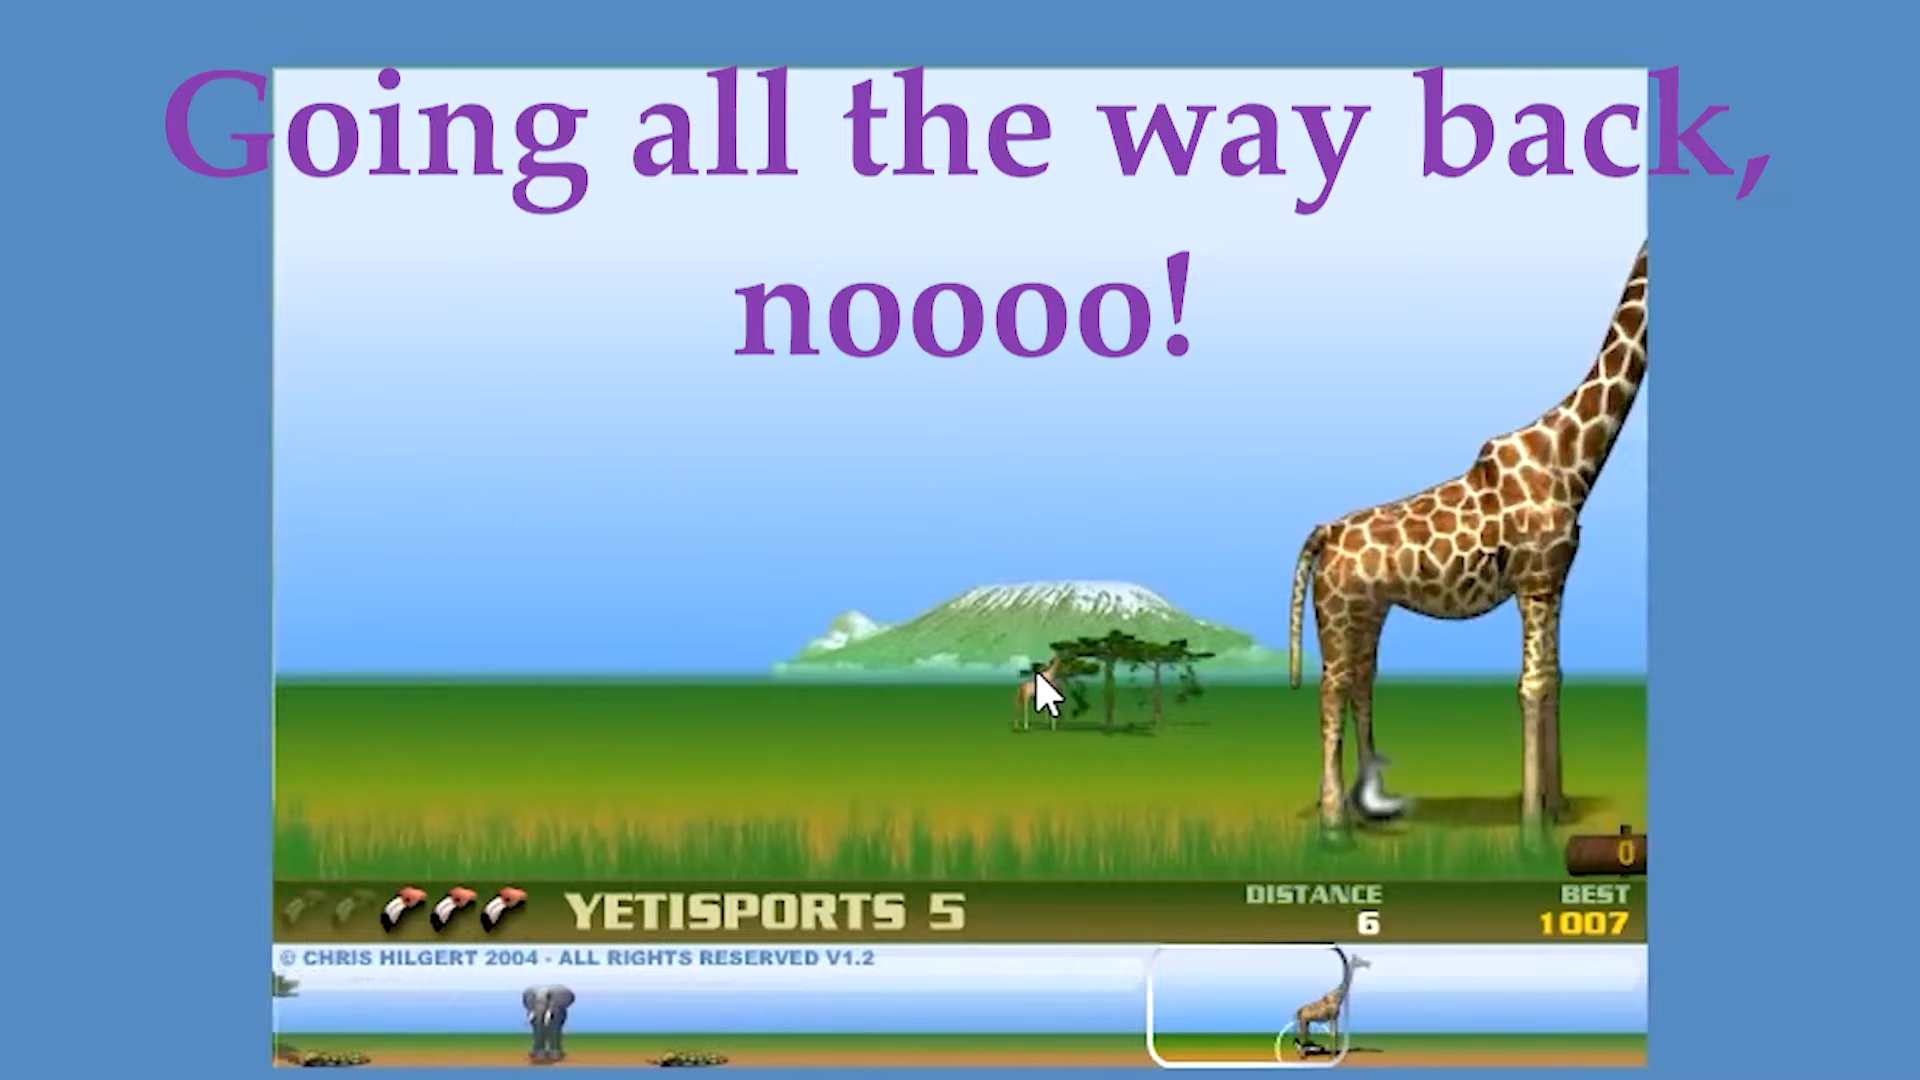 Going all the way back,
noooo!
0
YETISPORTS 5
DISTANCE
6
BEST
1007
© CHRIS HILGERT 2004 - ALL RIGHTS RESERVED V1.2